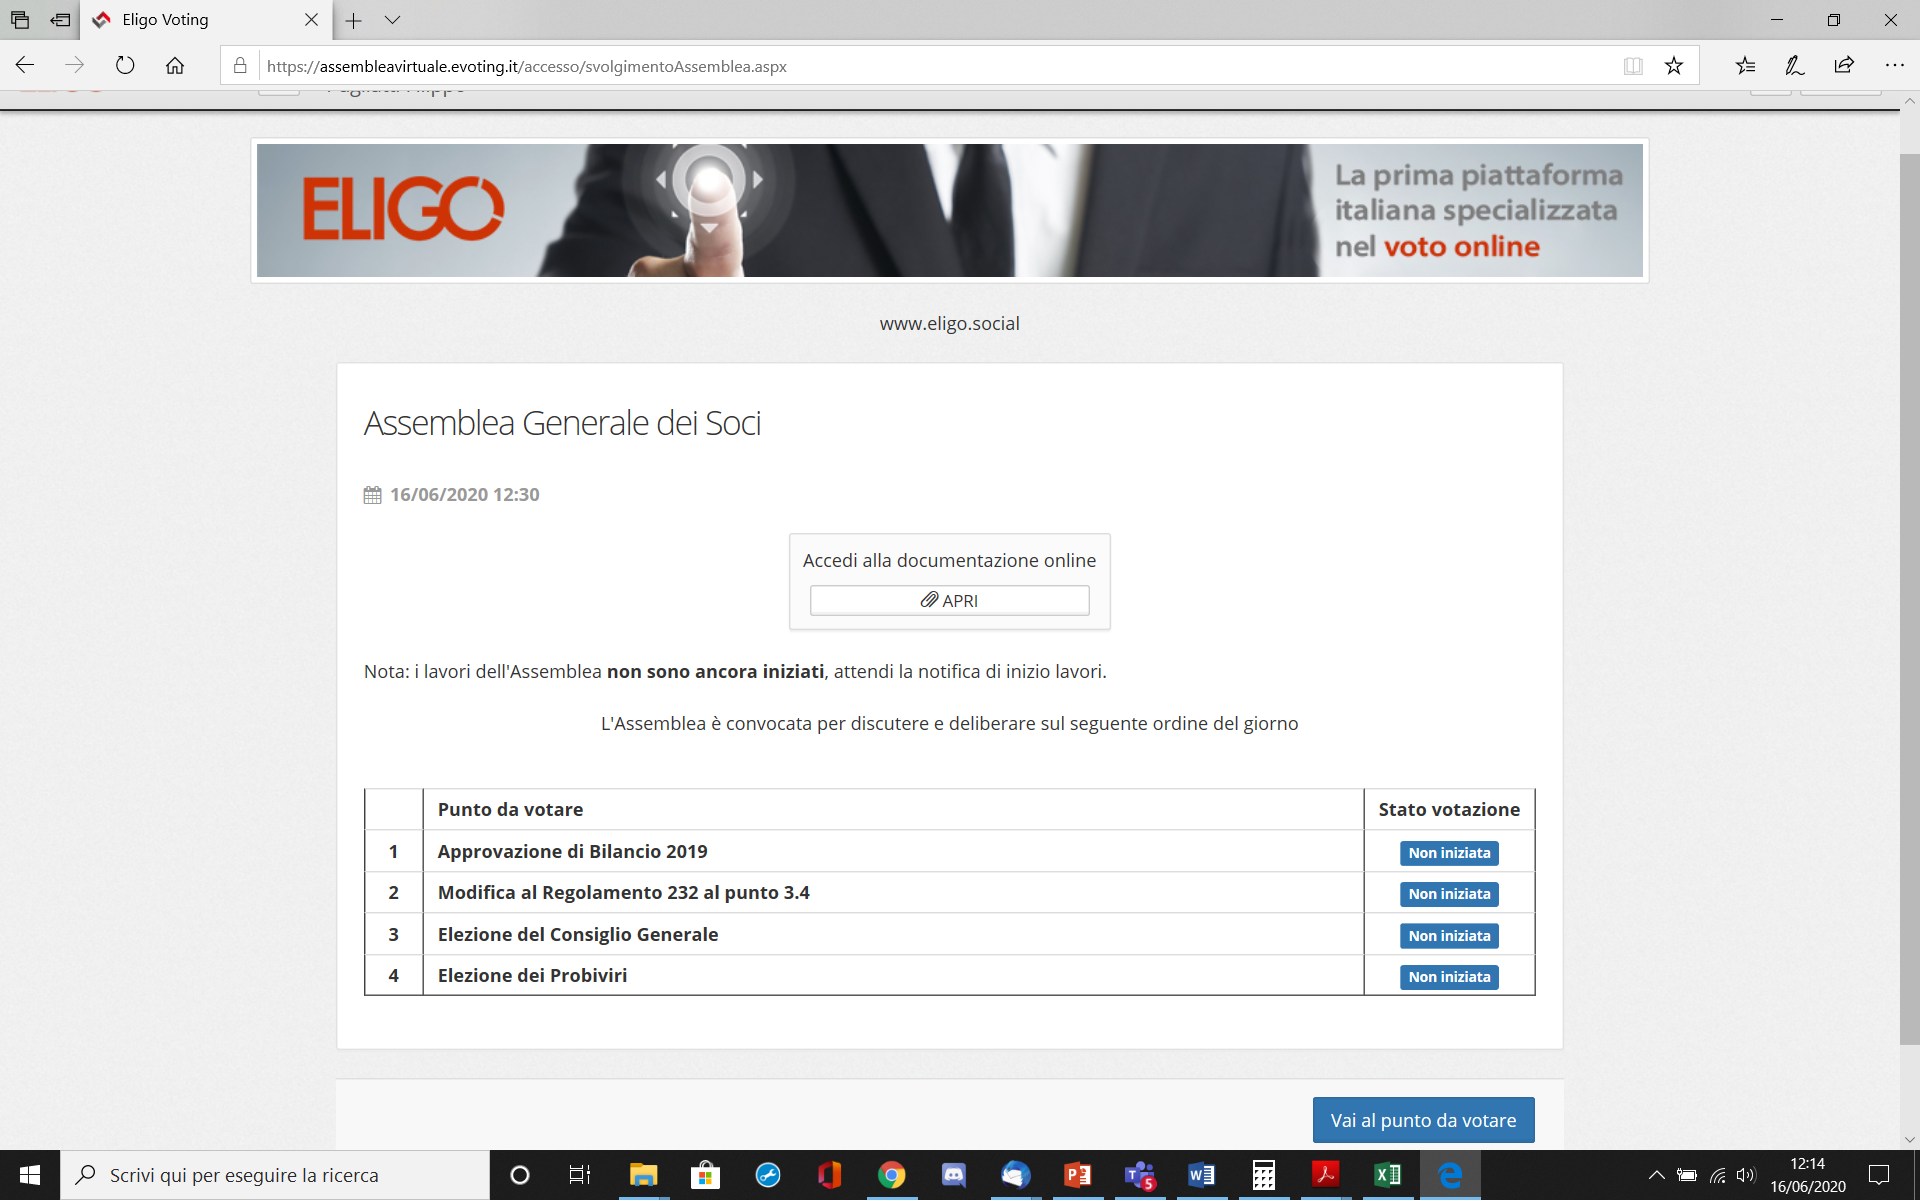 Eligo Voting
https://assembleavirtuale.evoting.it/accesso/svolgimentoAssemblea.aspx
ELIGO
La prima piattaforma
italiana specializzata
nel voto online
www.eligo.social
Assemblea Generale dei Soci
16/06/2020 12:30
Accedi alla documentazione online
APRI
Nota: i lavori dell'Assemblea non sono ancora iniziati, attendi la notifica di inizio lavori.
L'Assemblea è convocata per discutere e deliberare sul seguente ordine del giorno
Punto da votare Stato votazione
1 Approvazione di Bilancio 2019 Non iniziata
2 Modifica al Regolamento 232 al punto 3.4 Non iniziata
3 Elezione del Consiglio Generale Non iniziata
4 Elezione dei Probiviri Non iniziata
Vai al punto da votare
Scrivi qui per eseguire la ricerca
5
12:14
16/06/2020